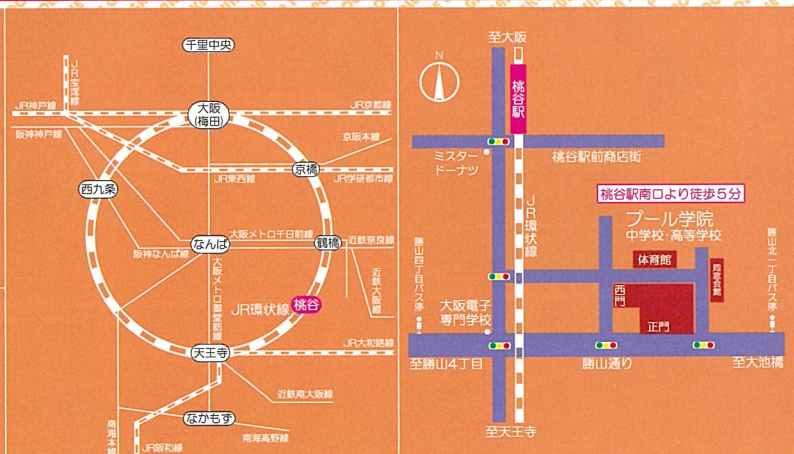 千里中央
JR宝塚線
大阪
(梅田)
JR神戸線
JR京都線
阪神神戸線
京阪本線
京橋
JR東西線
JR学研都市線
西九条
大阪メトロ千日前線
なんば
鶴橋
近鉄奈良線
阪神なんば線
大阪メトロ御堂筋線
近鉄大阪線
JR環状線
桃谷
天王寺
JR大和路線
近鉄南大阪線
なかもず
南海本線
南海高野線
JR阪和線
至大阪
N
桃谷駅
ミスター
ドーナツ
桃谷駅前商店街
桃谷駅南口より徒歩5分
JR環状線
プール学院
中学校・高等学校
勝山四丁目バス停
勝山北一丁目バス停
体育館
同窓会館
西門
大阪電子
専門学校
正門
至勝山4丁目
勝山通り
至大池橋
至天王寺